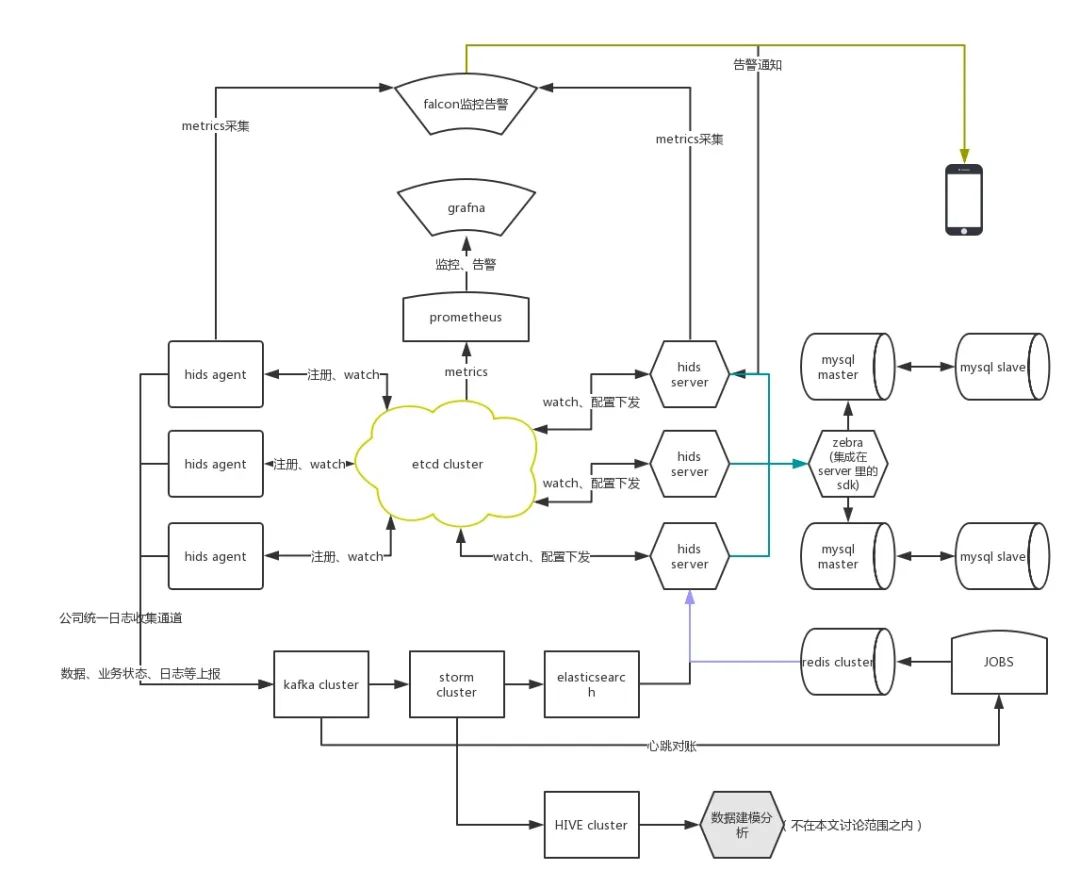 告警通知
falcon监控告警
metrics采集
metrics采集
grafna
监控、告警
prometheus
metrics
hids agent
注册、watch
hids
server
watch、配置下发
mysql
master
mysql slave
hids agent
注册、watch
etcd cluster
hids
server
watch、配置下发
zebra
(集成在
server 里的
sdk)
hids agent
注册、watch
watch、配置下发
hids
server
mysql
master
mysql slave
公司统一日志收集通道
数据、业务状态、日志等上报
kafka cluster
storm
cluster
elasticsearc
h
redis cluster
JOBS
心跳对账
HIVE cluster
数据建模分
析
（不在本文讨论范围之内）